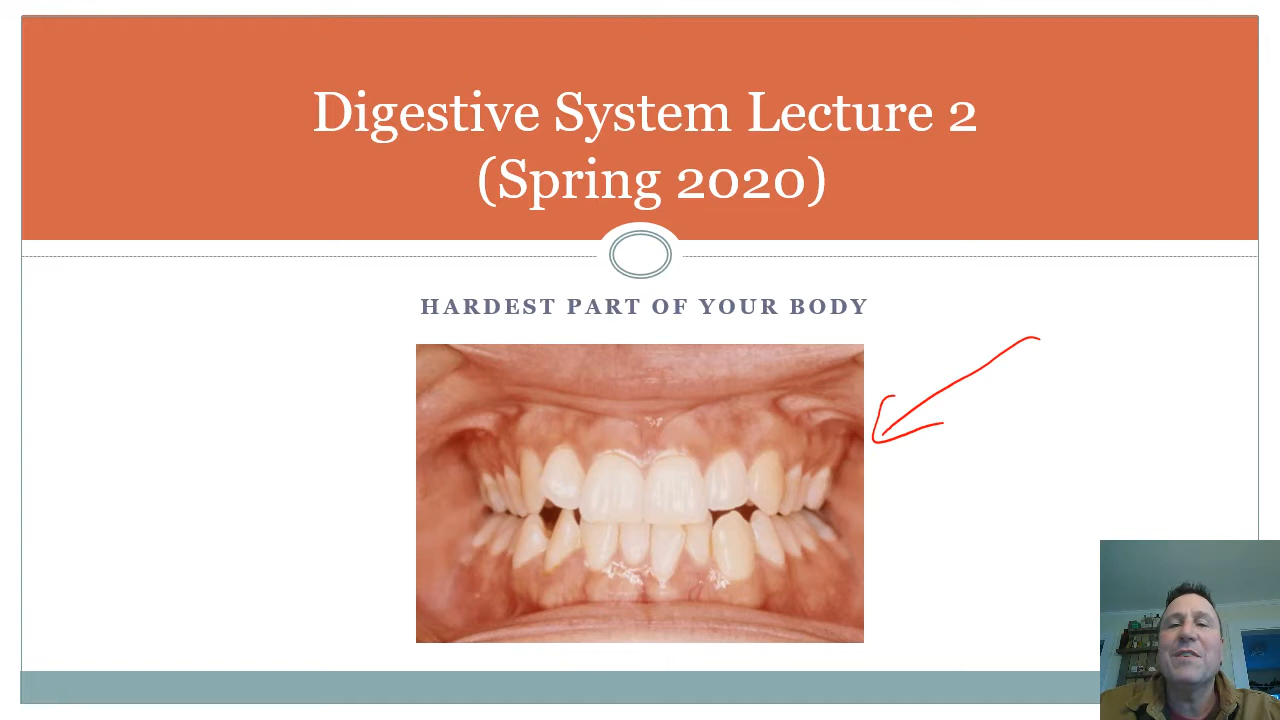 Digestive System Lecture 2
(Spring 2020)
HARDEST PART OF YOUR BODY